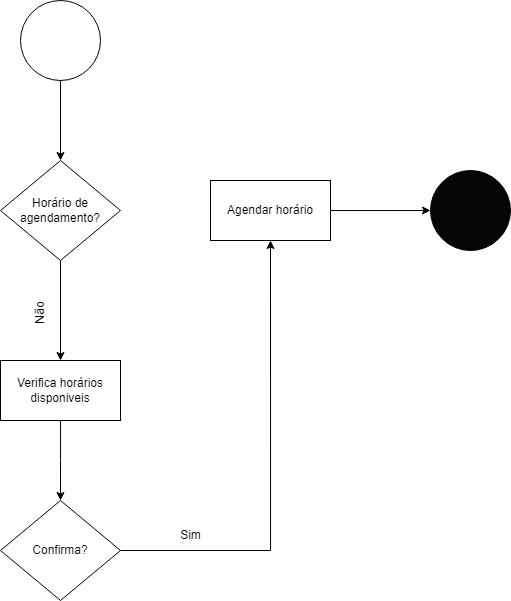 Horário de
agendamento?
Agendar horário
Não
Verifica horários
disponiveis
Sim
Confirma?